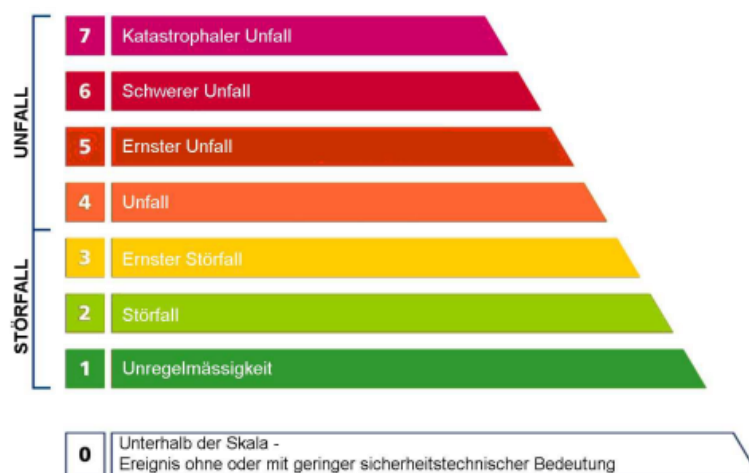 UNFALL
7 Katastrophaler Unfall
6 Schwerer Unfall
5 Ernster Unfall
4 Unfall
STÖRFALL
3 Ernster Störfall
2 Störfall
1 Unregelmässigkeit
0 Unterhalb der Skala -
Ereignis ohne oder mit geringer sicherheitstechnischer Bedeutung